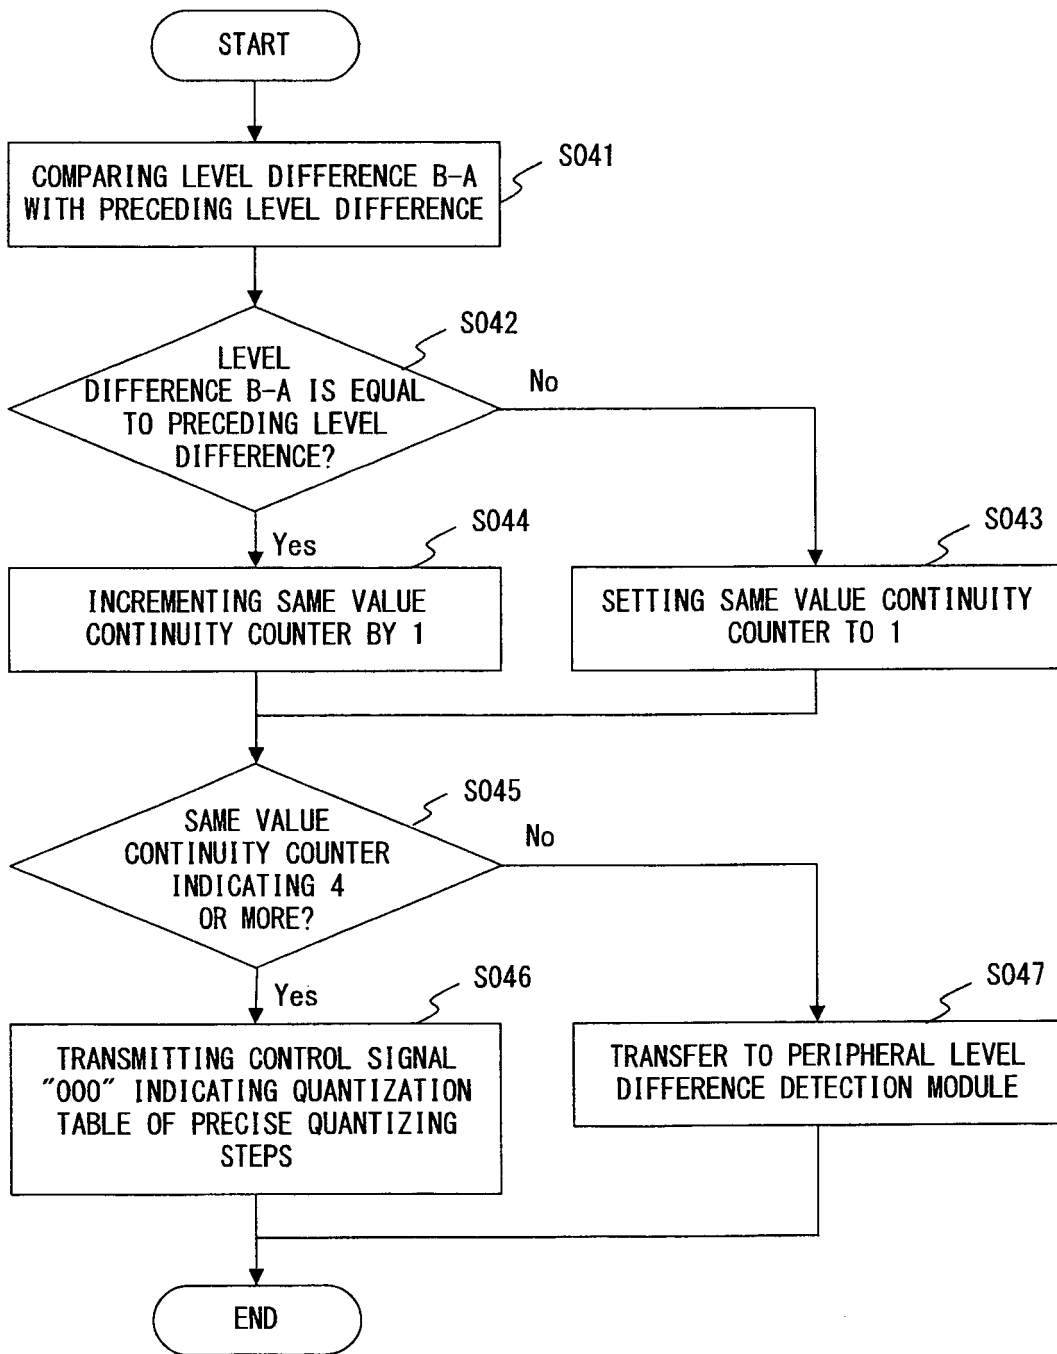 START
S041
COMPARING LEVEL DIFFERENCE B-A
WITH PRECEDING LEVEL DIFFERENCE
S042
LEVEL
DIFFERENCE B-A IS EQUAL
TO PRECEDING LEVEL
DIFFERENCE?
No
Yes
S044
S043
INCREMENTING SAME VALUE
CONTINUITY COUNTER BY 1
SETTING SAME VALUE CONTINUITY
COUNTER TO 1
S045
SAME VALUE
CONTINUITY COUNTER
INDICATING 4
OR MORE?
No
Yes
S046
S047
TRANSMITTING CONTROL SIGNAL
"000" INDICATING QUANTIZATION
TABLE OF PRECISE QUANTIZING
STEPS
TRANSFER TO PERIPHERAL LEVEL
DIFFERENCE DETECTION MODULE
END